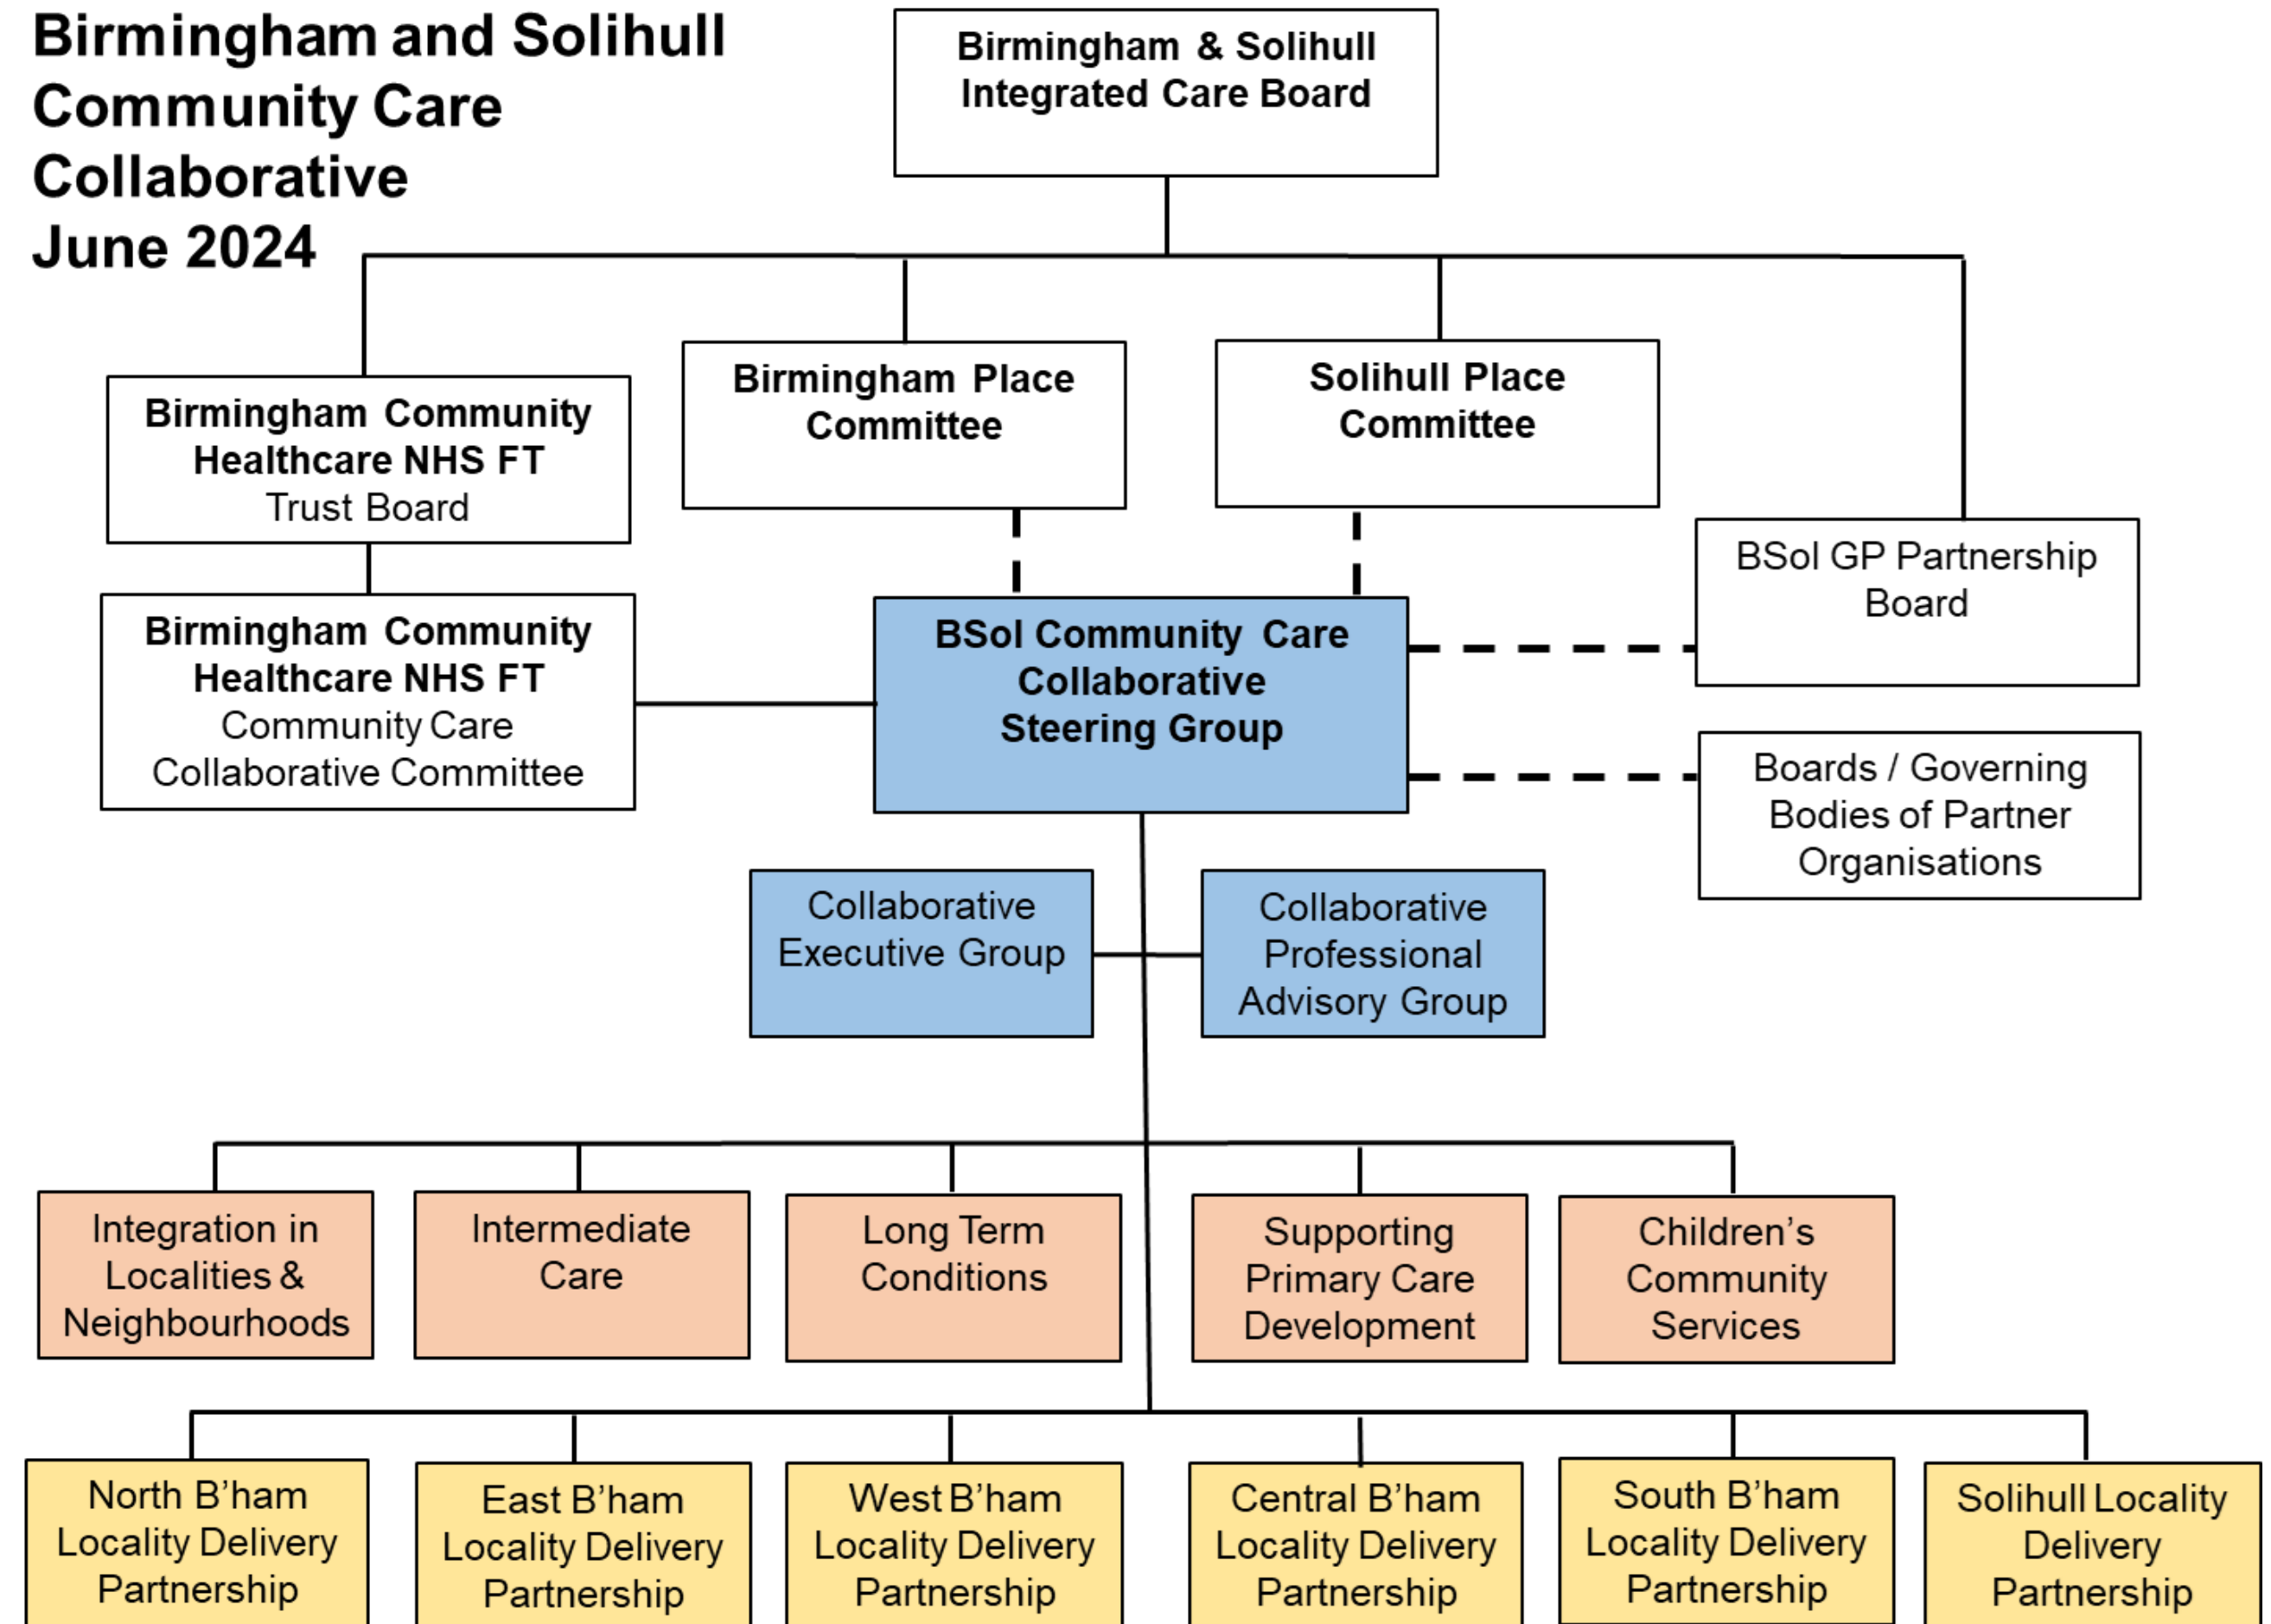 Birmingham and Solihull
Community Care
Collaborative
June 2024
Birmingham & Solihull
Integrated Care Board
Birmingham Community
Healthcare NHS FT
Trust Board
Birmingham Place
Committee
Solihull Place
Committee
BSol GP Partnership
Board
Birmingham Community
Healthcare NHS FT
Community Care
Collaborative Committee
BSol Community Care
Collaborative
Steering Group
Boards / Governing
Bodies of Partner
Organisations
Collaborative
Executive Group
Collaborative
Professional
Advisory Group
Integration in
Localities &
Neighbourhoods
Intermediate
Care
Long Term
Conditions
Supporting
Primary Care
Development
Children’s
Community
Services
North B’ham
Locality Delivery
Partnership
East B’ham
Locality Delivery
Partnership
West B’ham
Locality Delivery
Partnership
Central B’ham
Locality Delivery
Partnership
South B’ham
Locality Delivery
Partnership
Solihull Locality
Delivery
Partnership